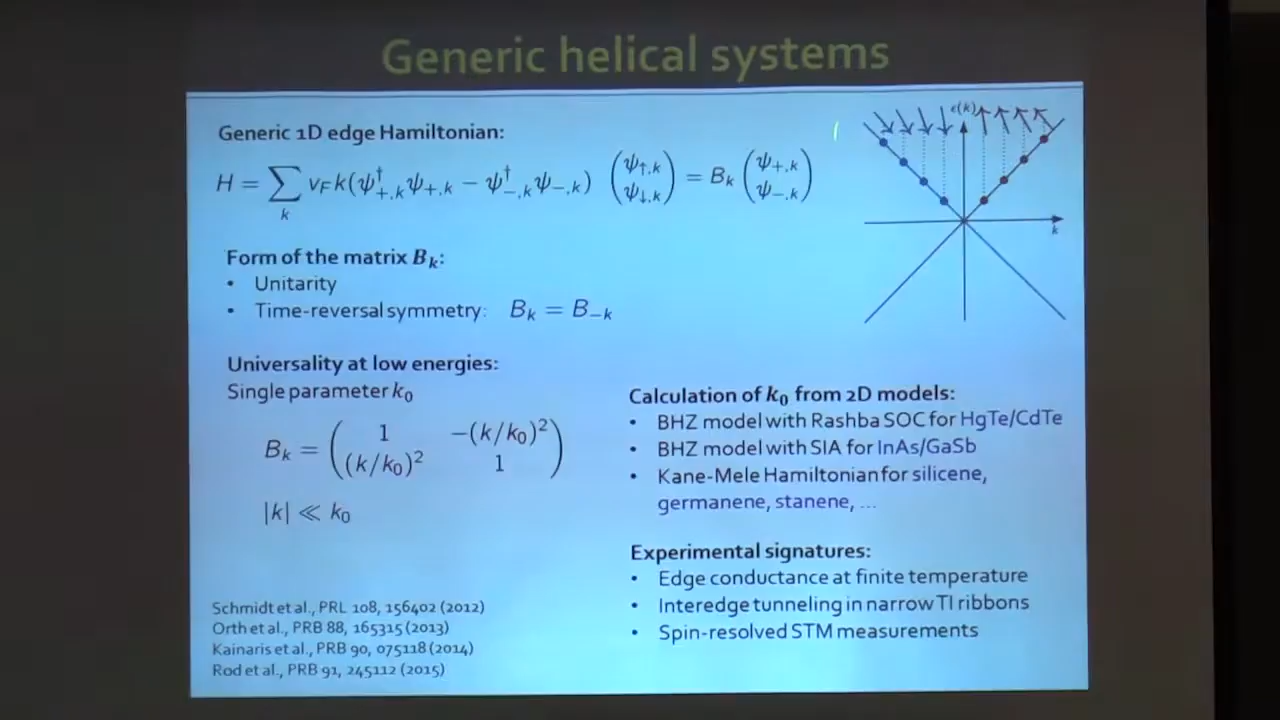 Generic helical systems
Generic 1D edge Hamiltonian:
H = ∑_k v_F k(ψ†_{+,k} ψ_{+,k} − ψ†_{−,k} ψ_{−,k}) (ψ_{↑,k} ψ_{↓,k}) = B_k (ψ_{+,k} ψ_{−,k})
ϵ(k)
k
Form of the matrix B_k:
• Unitarity
• Time-reversal symmetry: B_k = B_{−k}
Universality at low energies:
Single parameter k₀
B_k = (1 −(k/k₀)² (k/k₀)² 1)
|k| ≪ k₀
Calculation of k₀ from 2D models:
• BHZ model with Rashba SOC for HgTe/CdTe
• BHZ model with SIA for InAs/GaSb
• Kane-Mele Hamiltonian for silicene,
germanene, stanene, ...
Experimental signatures:
• Edge conductance at finite temperature
• Interedge tunneling in narrow TI ribbons
• Spin-resolved STM measurements
Schmidt et al., PRL 108, 156402 (2012)
Orth et al., PRB 88, 165315 (2013)
Kainaris et al., PRB 90, 075118 (2014)
Rod et al., PRB 91, 245112 (2015)